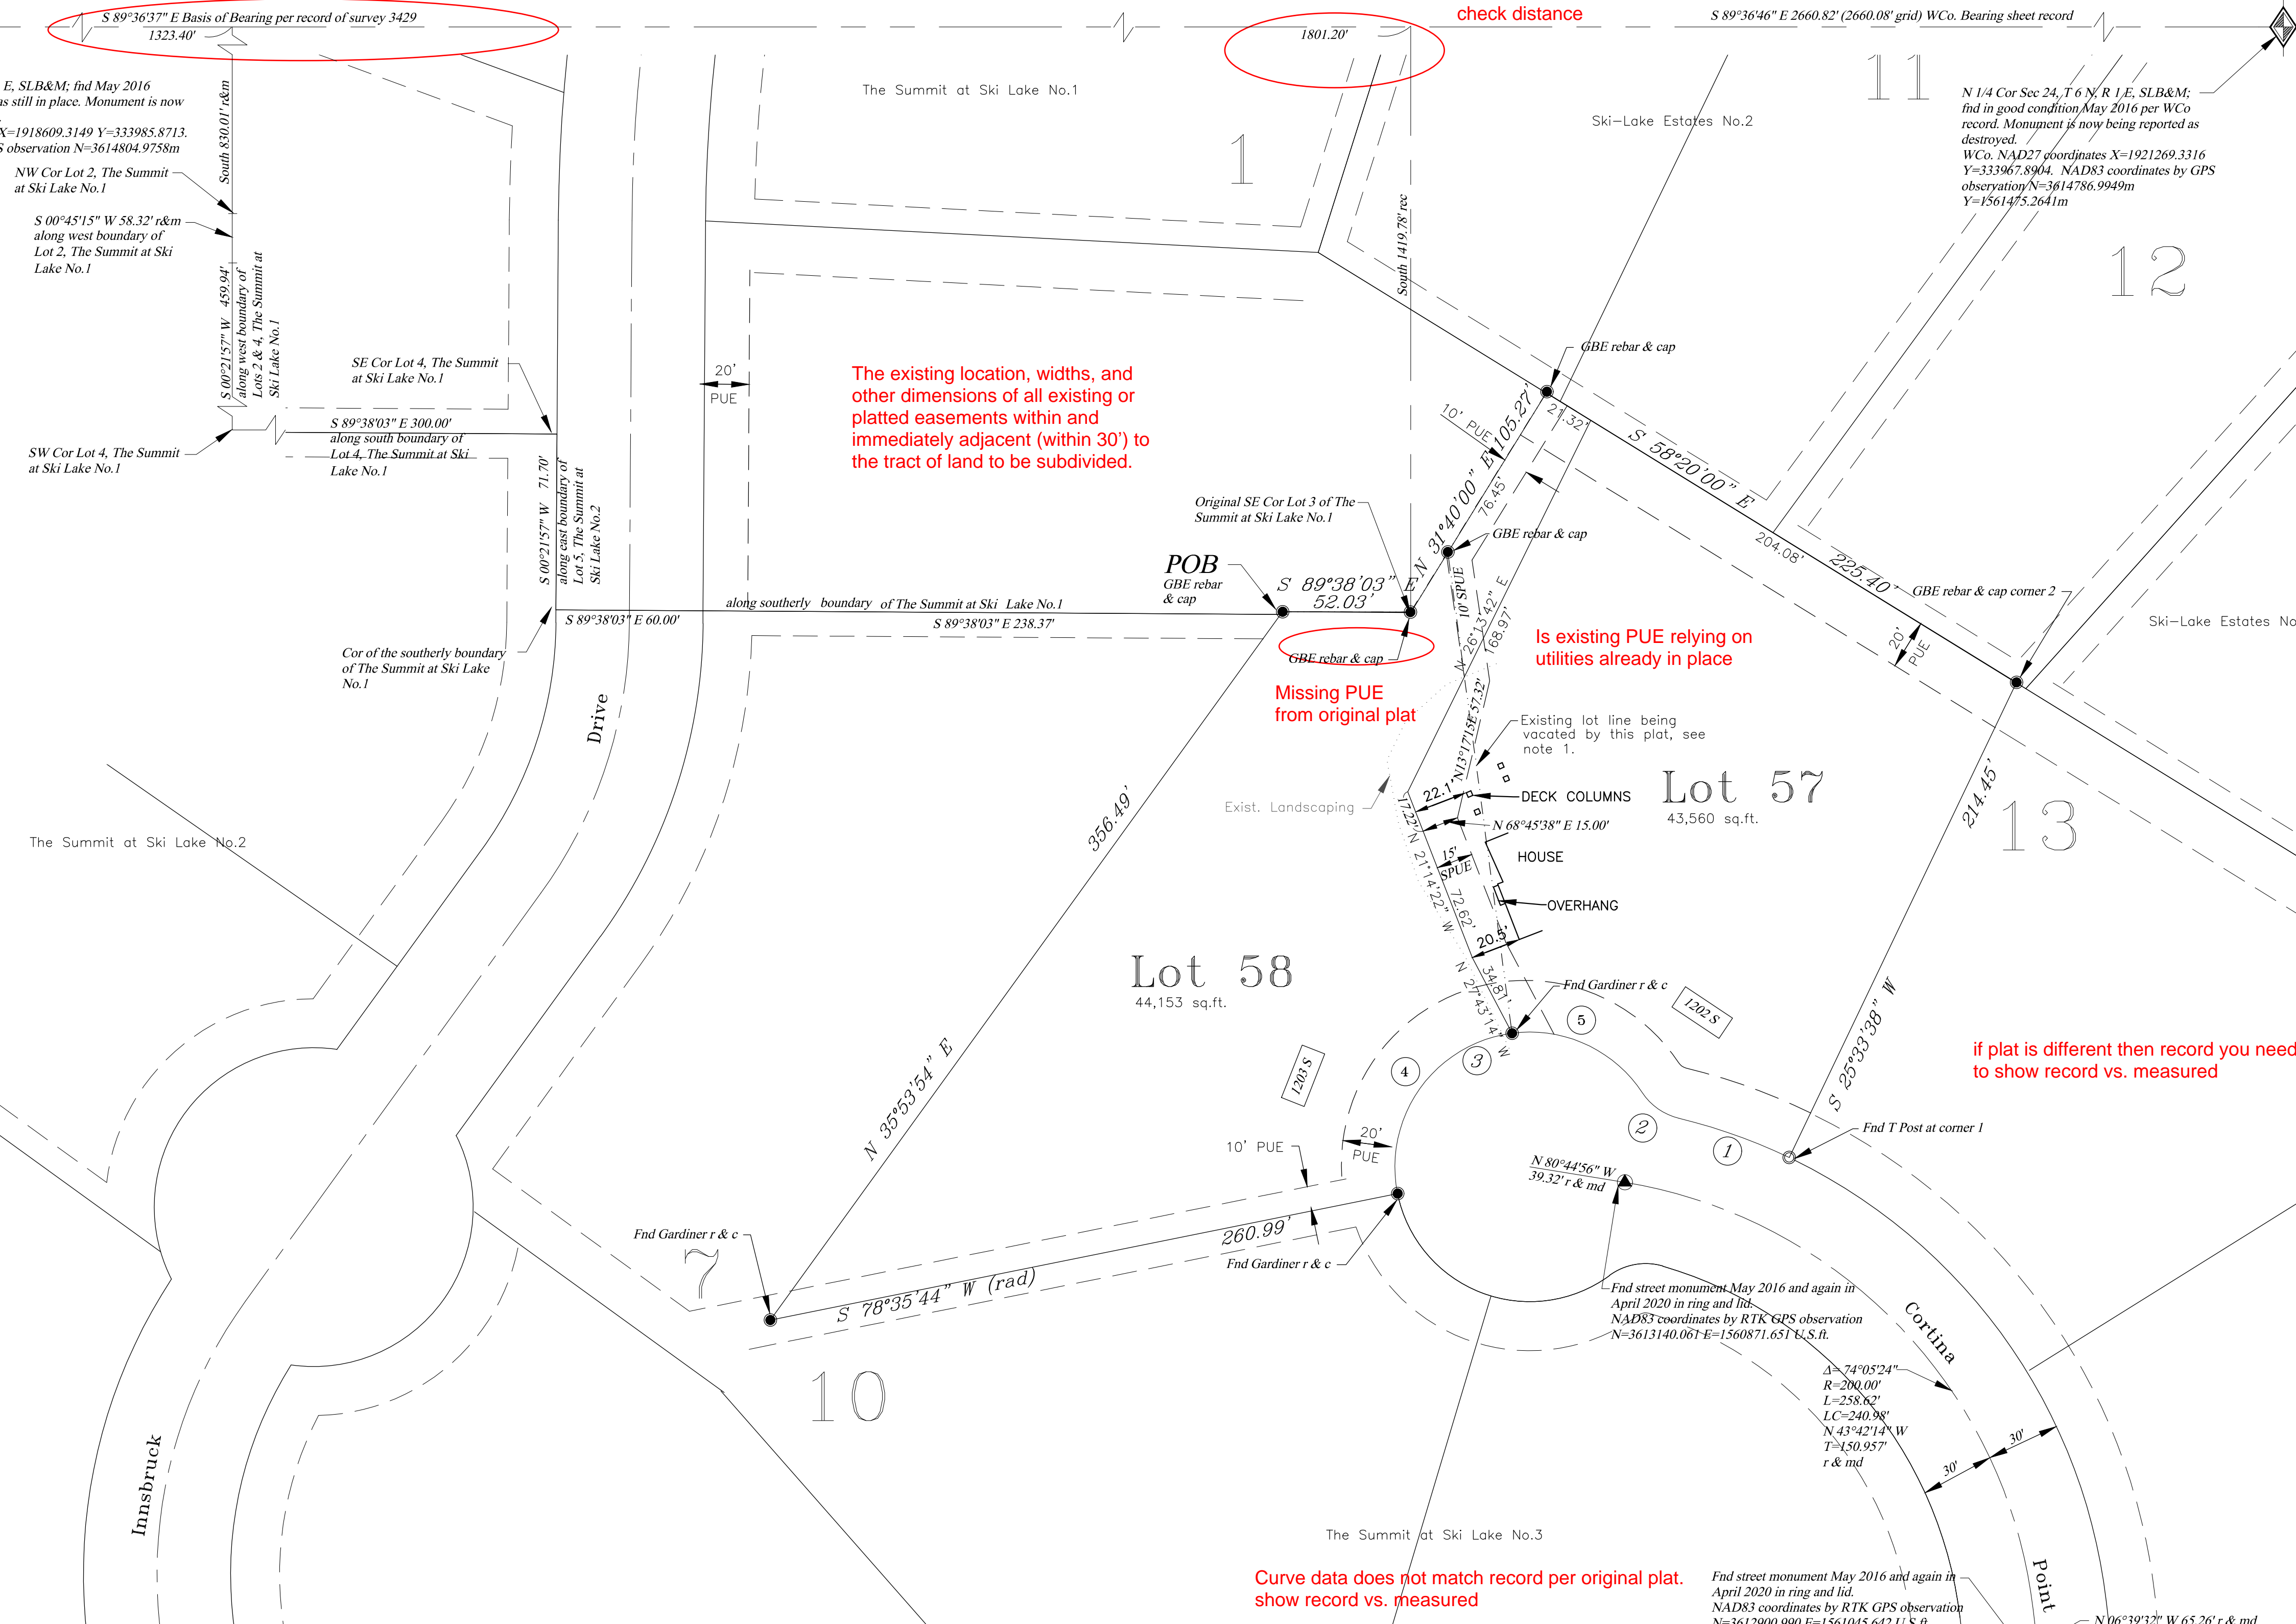 S 89°36'37" E Basis of Bearing per record of survey 3429
1323.40'
check distance
1801.20'
S 89°36'46" E 2660.82' (2660.08' grid) WCo. Bearing sheet record
E, SLB&M; fnd May 2016
as still in place. Monument is now
X=1918609.3149 Y=333985.8713.
S observation N=3614804.9758m
South 830.01' r&m
NW Cor Lot 2, The Summit
at Ski Lake No.1
S 00°45'15" W 58.32' r&m
along west boundary of
Lot 2, The Summit at Ski
Lake No.1
S 00°21'57" W 459.94'
along west boundary of
Lots 2 & 4, The Summit at
Ski Lake No.1
The Summit at Ski Lake No.1
1
South 1419.78' rec
Ski-Lake Estates No.2
11
N 1/4 Cor Sec 24, T 6 N, R 1 E, SLB&M;
fnd in good condition May 2016 per WCo
record. Monument is now being reported as
destroyed.
WCo. NAD27 coordinates X=1921269.3316
Y=333967.8904. NAD83 coordinates by GPS
observation N=3614786.9949m
Y=1561475.2641m
12
SE Cor Lot 4, The Summit
at Ski Lake No.1
20'
PUE
The existing location, widths, and
other dimensions of all existing or
platted easements within and
immediately adjacent (within 30') to
the tract of land to be subdivided.
GBE rebar & cap
S 89°38'03" E 300.00'
along south boundary of
Lot 4, The Summit at Ski
Lake No.1
SW Cor Lot 4, The Summit
at Ski Lake No.1
S 00°21'57" W 71.70'
along east boundary of
Lot 5, The Summit at
Ski Lake No.2
10' PUE
N 31°40'00" E 105.27'
76.45'
21.32'
S 58°20'00" E
225.40'
204.08'
Original SE Cor Lot 3 of The
Summit at Ski Lake No.1
GBE rebar & cap
POB
GBE rebar
& cap
S 89°38'03" E
52.03'
10' SPUE
N 26°13'42" E
168.97'
GBE rebar & cap corner 2
20'
PUE
Ski-Lake Estates No
along southerly boundary of The Summit at Ski Lake No.1
S 89°38'03" E 60.00'
S 89°38'03" E 238.37'
Cor of the southerly boundary
of The Summit at Ski Lake
No.1
GBE rebar & cap
Is existing PUE relying on
utilities already in place
Missing PUE
from original plat
N13°17'15E 57.32'
Existing lot line being
vacated by this plat, see
note 1.
Drive
Exist. Landscaping
22.1'
DECK COLUMNS
Lot 57
43,560 sq.ft.
214.45'
13
17.22'
N 68°45'38" E 15.00'
The Summit at Ski Lake No.2
356.49'
15'
SPUE
HOUSE
N 21°14'22" W
72.62'
OVERHANG
20.5'
Lot 58
44,153 sq.ft.
N 27°43'14" W
34.81'
Fnd Gardiner r & c
5
1202 S
S 25°33'38" W
if plat is different then record you need
to show record vs. measured
N 35°53'54" E
1203 S
4
3
2
1
Fnd T Post at corner 1
10' PUE
20'
PUE
N 80°44'56" W
39.32' r & md
Fnd Gardiner r & c
7
260.99'
S 78°35'44" W (rad)
Fnd Gardiner r & c
Fnd street monument May 2016 and again in
April 2020 in ring and lid.
NAD83 coordinates by RTK GPS observation
N=3613140.061 E=1560871.651 U.S.ft.
Cortina
10
Δ= 74°05'24"
R=200.00'
L=258.62'
LC=240.98'
N 43°42'14" W
T=150.957'
r & md
30'
30'
Innsbruck
The Summit at Ski Lake No.3
Curve data does not match record per original plat.
show record vs. measured
Fnd street monument May 2016 and again in
April 2020 in ring and lid.
NAD83 coordinates by RTK GPS observation
N=3612900.990 E=1561045.642 U.S.ft.
Point
N 06°39'32" W 65.26' r & md